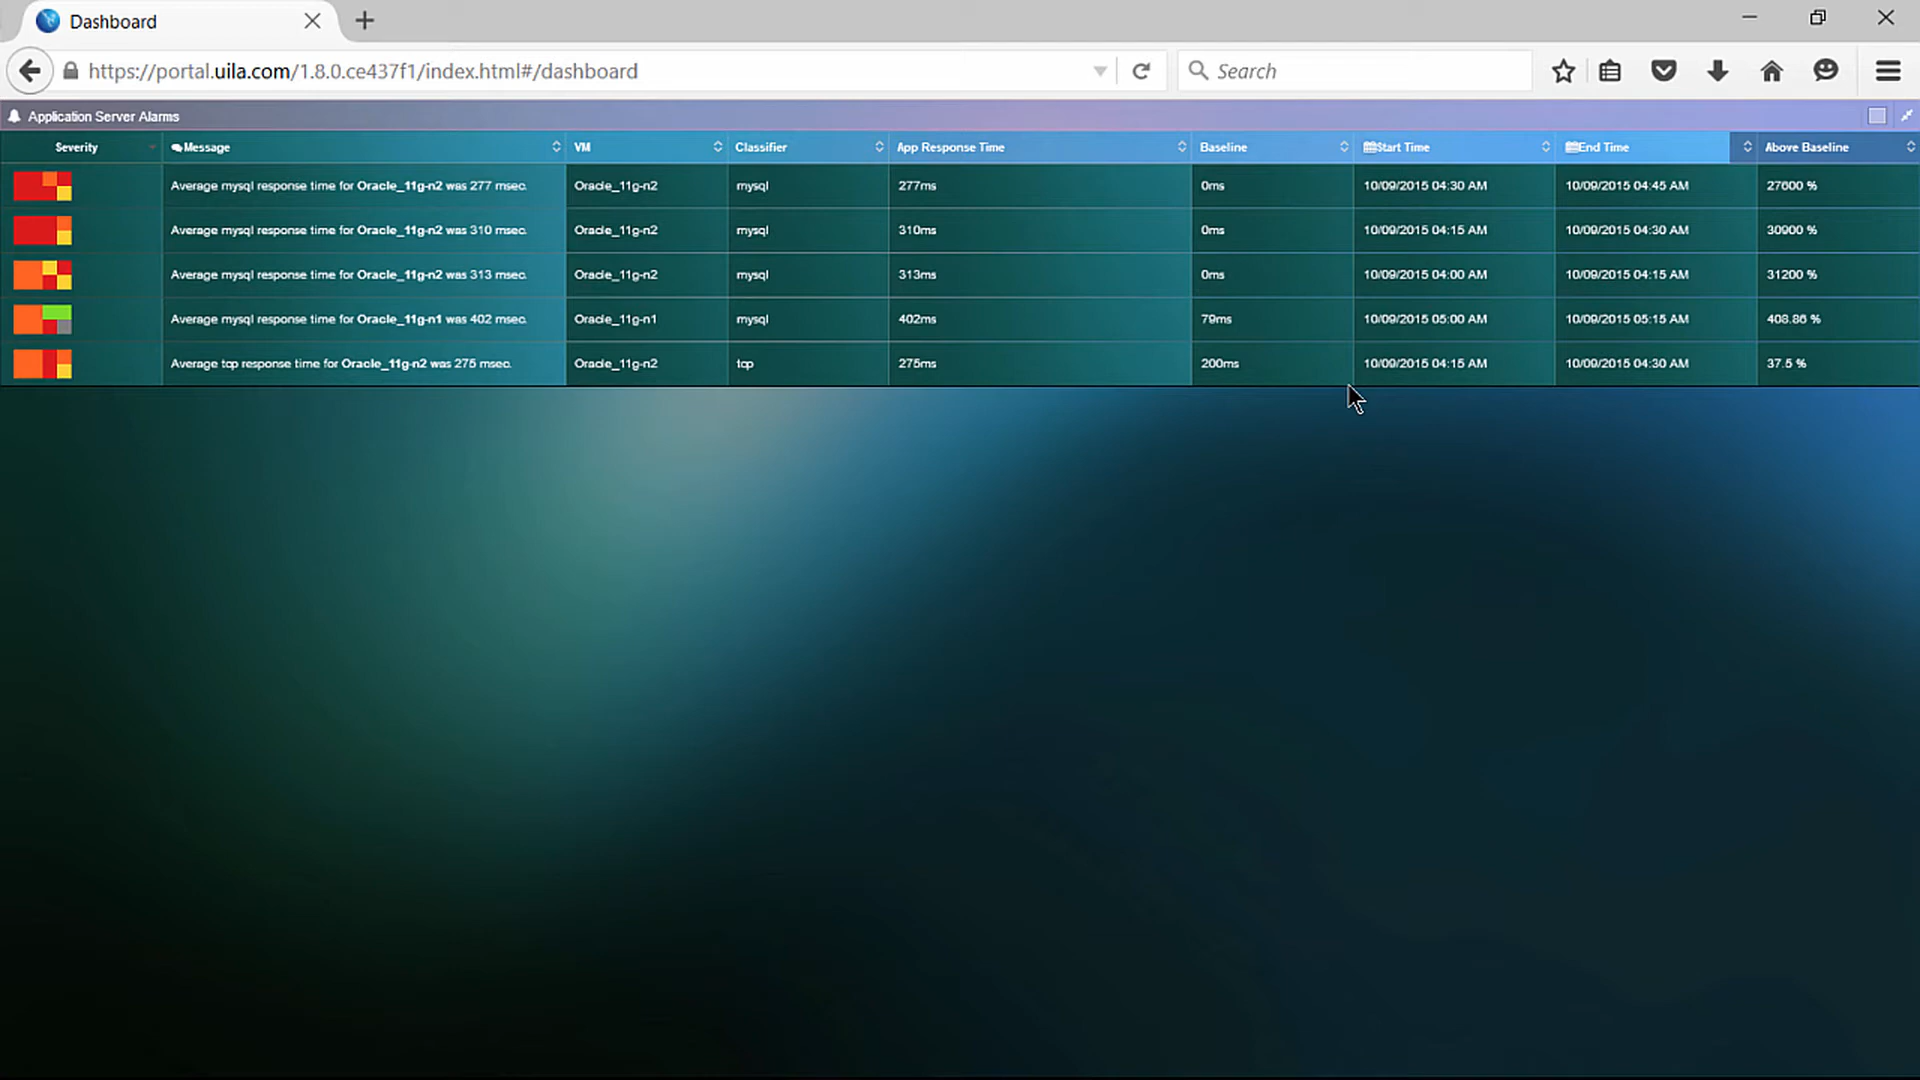 Dashboard
https://portal.uila.com/1.8.0.ce437f1/index.html#/dashboard Search
Application Server Alarms
Severity Message VM Classifier App Response Time Baseline Start Time End Time Above Baseline
Average mysql response time for Oracle_11g-n2 was 277 msec. Oracle_11g-n2 mysql 277ms 0ms 10/09/2015 04:30 AM 10/09/2015 04:45 AM 27600 %
Average mysql response time for Oracle_11g-n2 was 310 msec. Oracle_11g-n2 mysql 310ms 0ms 10/09/2015 04:15 AM 10/09/2015 04:30 AM 30900 %
Average mysql response time for Oracle_11g-n2 was 313 msec. Oracle_11g-n2 mysql 313ms 0ms 10/09/2015 04:00 AM 10/09/2015 04:15 AM 31200 %
Average mysql response time for Oracle_11g-n1 was 402 msec. Oracle_11g-n1 mysql 402ms 79ms 10/09/2015 05:00 AM 10/09/2015 05:15 AM 408.86 %
Average tcp response time for Oracle_11g-n2 was 275 msec. Oracle_11g-n2 tcp 275ms 200ms 10/09/2015 04:15 AM 10/09/2015 04:30 AM 37.5 %